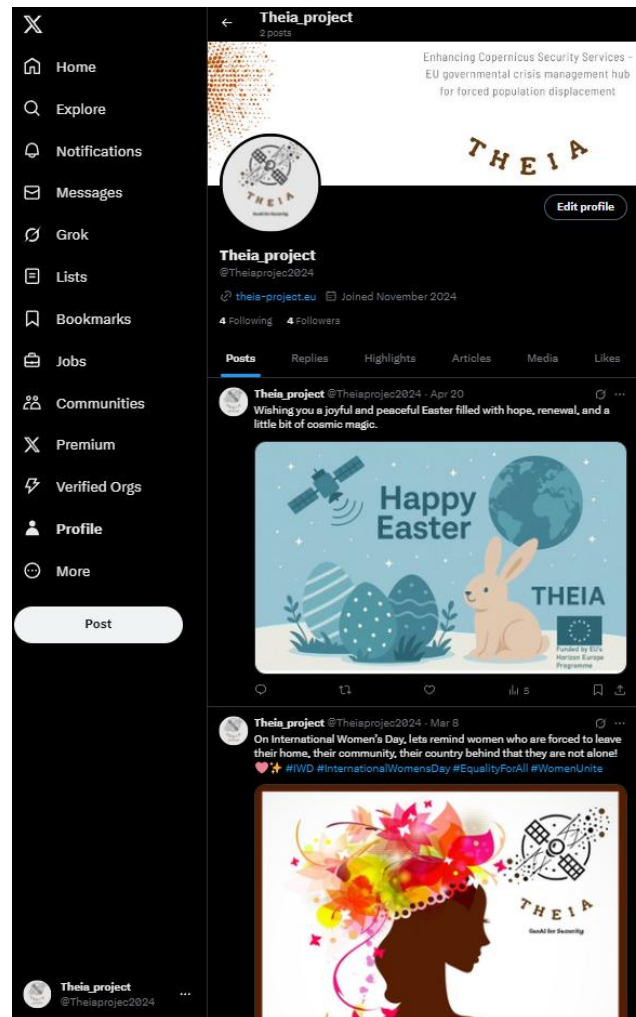 X
Home
Explore
Notifications
Messages
Grok
Lists
Bookmarks
Jobs
Communities
Premium
Verified Orgs
Profile
More
Post
Theia_project
@Theiaprojec2024
Theia_project
2 posts
Enhancing Copernicus Security Services –
EU governmental crisis management hub
for forced population displacement
THEIA
THEIA
GenAI for Security
Edit profile
Theia_project
@Theiaprojec2024
theia-project.eu Joined November 2024
4 Following 4 Followers
Posts Replies Highlights Articles Media Likes
Theia_project @Theiaprojec2024 · Apr 20
Wishing you a joyful and peaceful Easter filled with hope, renewal, and a
little bit of cosmic magic.
Happy
Easter
THEIA
Funded by EU's
Horizon Europe
Programme
5
Theia_project @Theiaprojec2024 · Mar 8
On International Women's Day, lets remind women who are forced to leave
their home, their community, their country behind that they are not alone!
#IWD #InternationalWomensDay #EqualityForAll #WomenUnite
THEIA
GenAI for Security